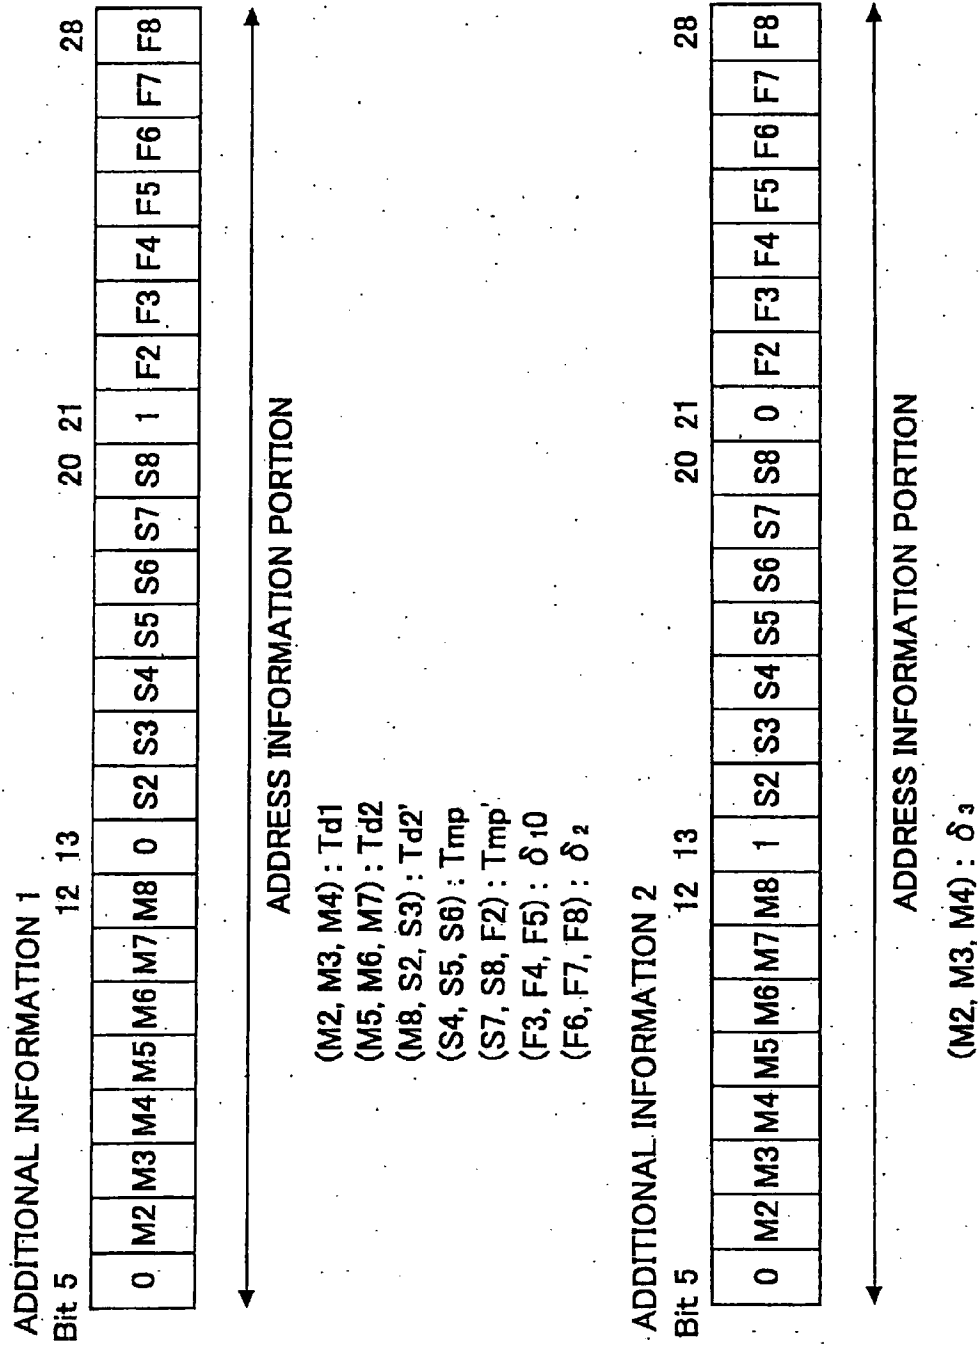 ADDITIONAL INFORMATION 1
Bit 5 12 13 20 21 28
0 M2 M3 M4 M5 M6 M7 M8 0 S2 S3 S4 S5 S6 S7 S8 1 F2 F3 F4 F5 F6 F7 F8
ADDRESS INFORMATION PORTION
(M2, M3, M4) : Td1
(M5, M6, M7) : Td2
(M8, S2, S3) : Td2'
(S4, S5, S6) : Tmp
(S7, S8, F2) : Tmp'
(F3, F4, F5) : δ10
(F6, F7, F8) : δ2
ADDITIONAL INFORMATION 2
Bit 5 12 13 20 21 28
0 M2 M3 M4 M5 M6 M7 M8 1 S2 S3 S4 S5 S6 S7 S8 0 F2 F3 F4 F5 F6 F7 F8
ADDRESS INFORMATION PORTION
(M2, M3, M4) : δ3